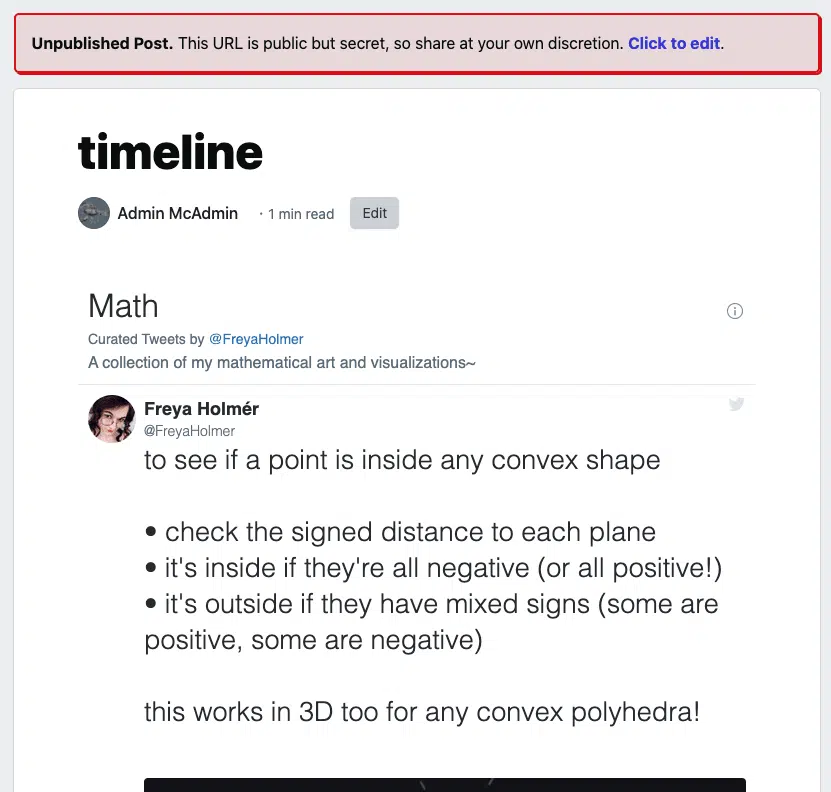 Unpublished Post. This URL is public but secret, so share at your own discretion. Click to edit.
timeline
Admin McAdmin · 1 min read Edit
Math
Curated Tweets by @FreyaHolmer
A collection of my mathematical art and visualizations~
Freya Holmér
@FreyaHolmer
to see if a point is inside any convex shape
• check the signed distance to each plane
• it's inside if they're all negative (or all positive!)
• it's outside if they have mixed signs (some are
positive, some are negative)
this works in 3D too for any convex polyhedra!